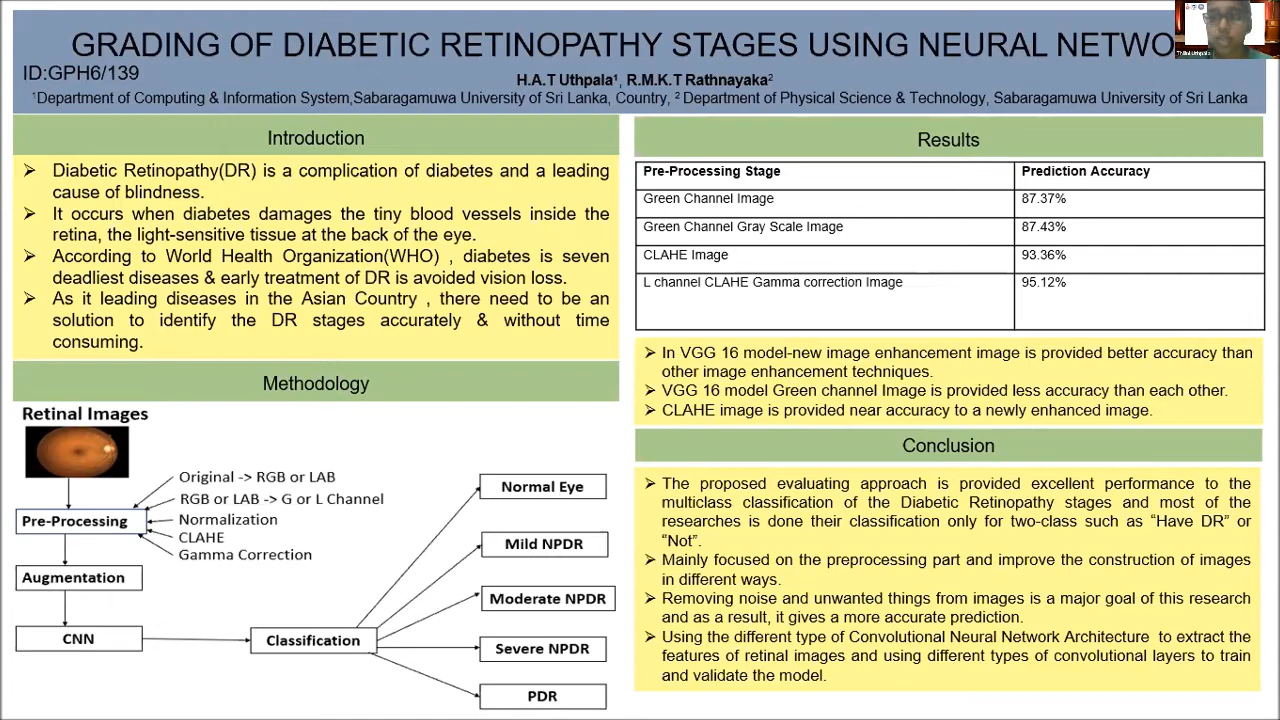 GRADING OF DIABETIC RETINOPATHY STAGES USING NEURAL NETWO
ID:GPH6/139
H.A.T Uthpala¹, R.M.K.T Rathnayaka²
¹Department of Computing & Information System,Sabaragamuwa University of Sri Lanka, Country, ² Department of Physical Science & Technology, Sabaragamuwa University of Sri Lanka
Thilini Uthpala
Introduction
➢ Diabetic Retinopathy(DR) is a complication of diabetes and a leading
cause of blindness.
➢ It occurs when diabetes damages the tiny blood vessels inside the
retina, the light-sensitive tissue at the back of the eye.
➢ According to World Health Organization(WHO) , diabetes is seven
deadliest diseases & early treatment of DR is avoided vision loss.
➢ As it leading diseases in the Asian Country , there need to be an
solution to identify the DR stages accurately & without time
consuming.
Methodology
Retinal Images
Original -> RGB or LAB
RGB or LAB-> G or L Channel
Pre-Processing
Normalization
CLAHE
Gamma Correction
Augmentation
CNN
Classification
Normal Eye
Mild NPDR
Moderate NPDR
Severe NPDR
PDR
Results
Pre-Processing Stage Prediction Accuracy
Green Channel Image 87.37%
Green Channel Gray Scale Image 87.43%
CLAHE Image 93.36%
L channel CLAHE Gamma correction Image 95.12%
➢ In VGG 16 model-new image enhancement image is provided better accuracy than
other image enhancement techniques.
➢ VGG 16 model Green channel Image is provided less accuracy than each other.
➢ CLAHE image is provided near accuracy to a newly enhanced image.
Conclusion
➢ The proposed evaluating approach is provided excellent performance to the
multiclass classification of the Diabetic Retinopathy stages and most of the
researches is done their classification only for two-class such as “Have DR” or
“Not”.
➢ Mainly focused on the preprocessing part and improve the construction of images
in different ways.
➢ Removing noise and unwanted things from images is a major goal of this research
and as a result, it gives a more accurate prediction.
➢ Using the different type of Convolutional Neural Network Architecture to extract the
features of retinal images and using different types of convolutional layers to train
and validate the model.